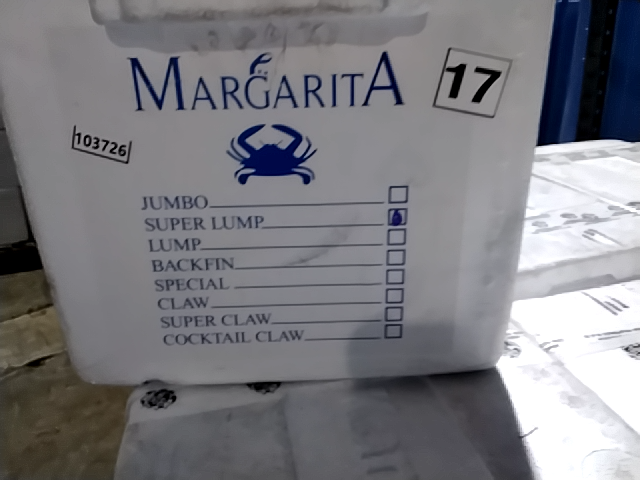 MARGARITA
17
103726
JUMBO
SUPER LUMP
LUMP
BACKFIN
SPECIAL
CLAW
SUPER CLAW
COCKTAIL CLAW